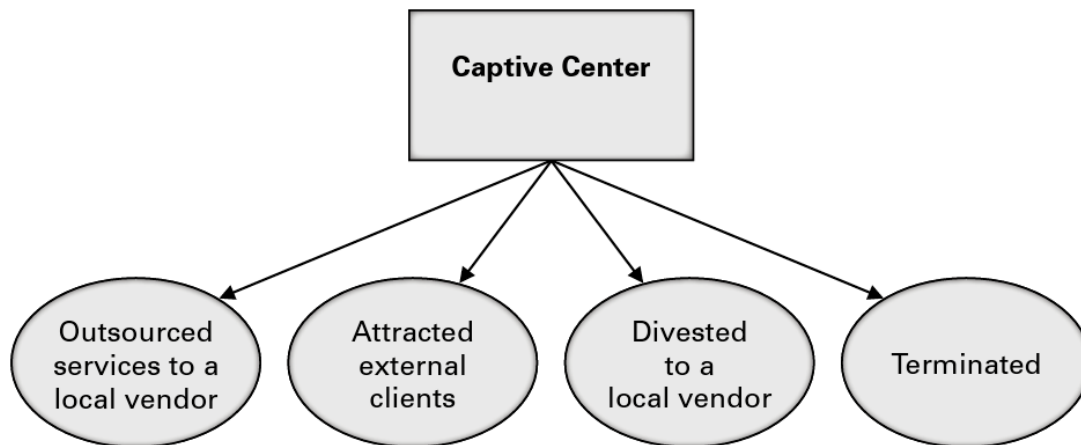 Captive Center
Outsourced
services to a
local vendor
Attracted
external
clients
Divested
to a
local vendor
Terminated